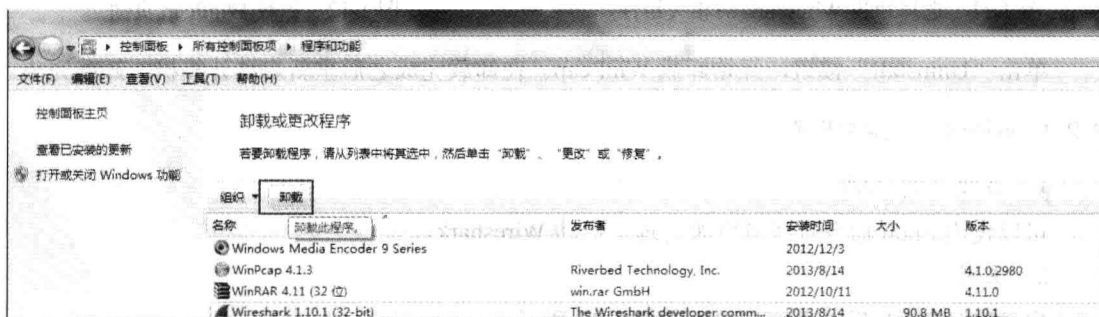 控制面板 ▸ 所有控制面板项 ▸ 程序和功能
文件(F) 编辑(E) 查看(V) 工具(T) 帮助(H)
控制面板主页
查看已安装的更新
打开或关闭 Windows 功能
卸载或更改程序
若要卸载程序，请从列表中将其选中，然后单击“卸载”、“更改”或“修复”。
组织 卸载
卸载此程序。
名称 发布者 安装时间 大小 版本
Windows Media Encoder 9 Series 2012/12/3
WinPcap 4.1.3 Riverbed Technology, Inc. 2013/8/14 4.1.0.2980
WinRAR 4.11 (32 位) win.rar GmbH 2012/10/11 4.11.0
Wireshark 1.10.1 (32-bit) The Wireshark developer comm... 2013/8/14 90.8 MB 1.10.1